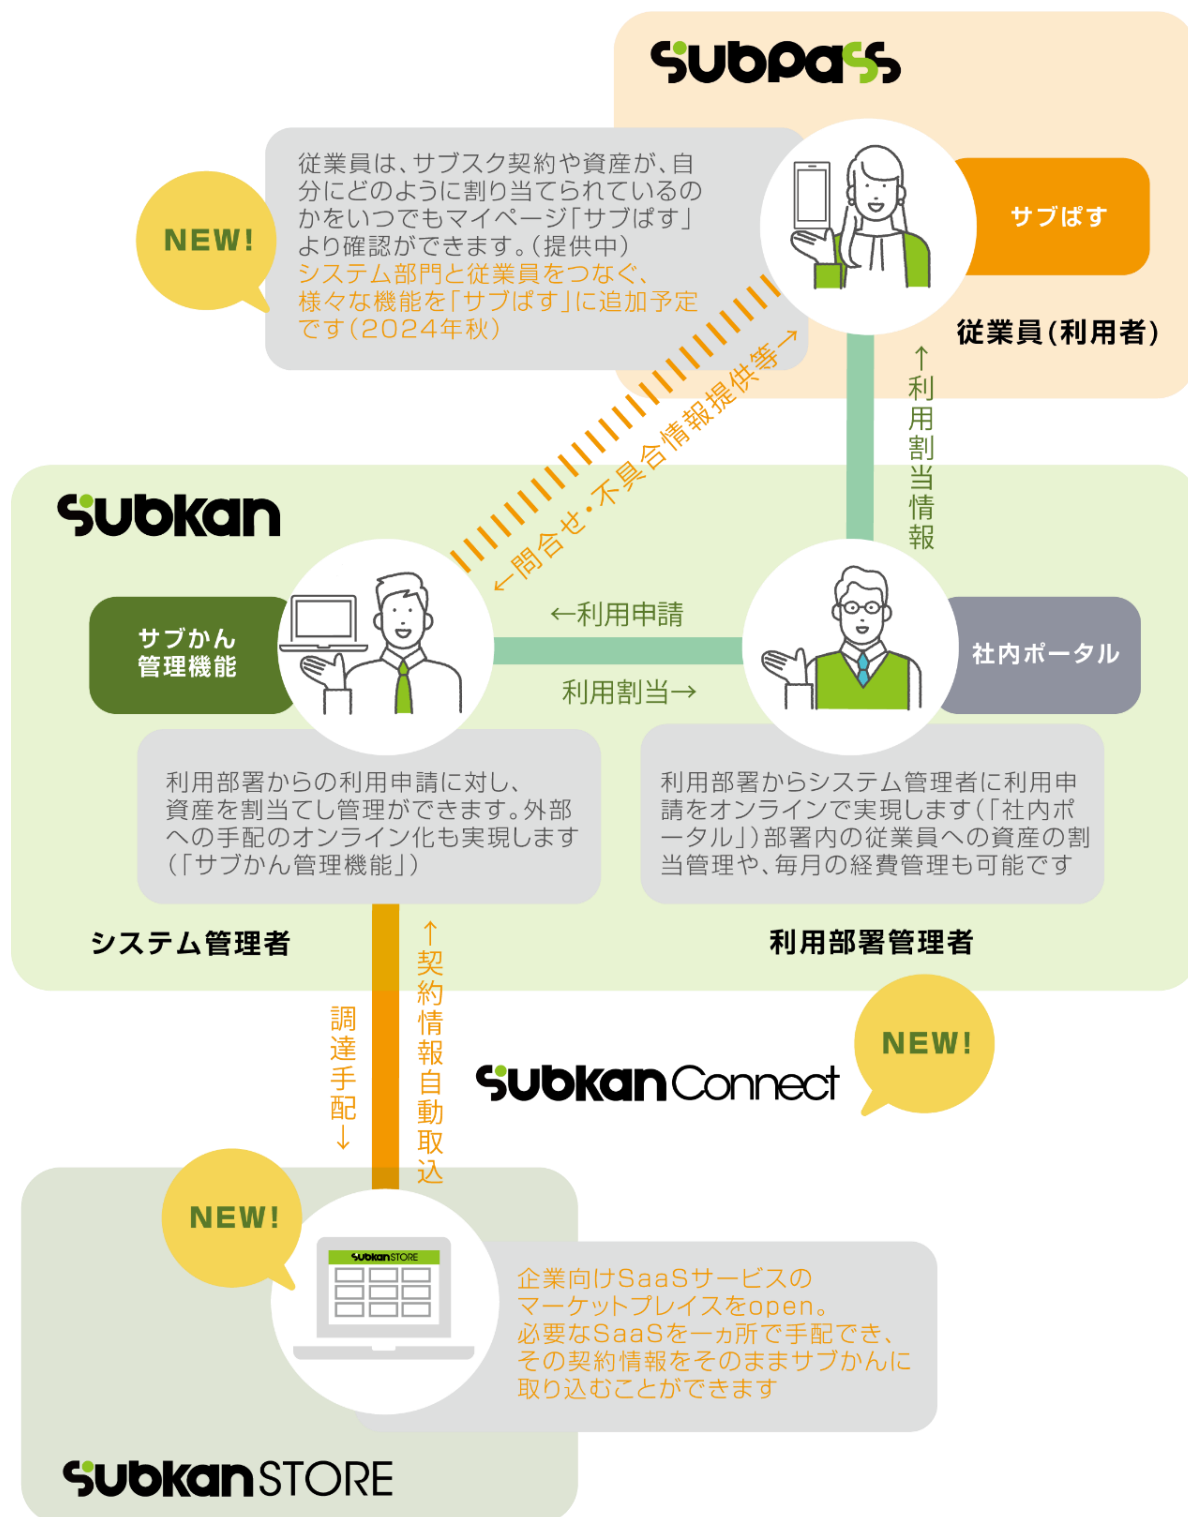 subpass
従業員は、サブスク契約や資産が、自
分にどのように割り当てられているの
かをいつでもマイページ「サブぱす」
より確認ができます。（提供中）
システム部門と従業員をつなぐ、
様々な機能を「サブぱす」に追加予定
です（2024年秋）
NEW!
サブぱす
従業員(利用者)
←問合せ・不具合情報提供等→
↑利用割当情報
subkan
サブかん
管理機能
←利用申請
利用割当→
社内ポータル
利用部署からの利用申請に対し、
資産を割当てし管理ができます。外部
への手配のオンライン化も実現します
（「サブかん管理機能」）
利用部署からシステム管理者に利用申
請をオンラインで実現します（「社内ポ
ータル」）部署内の従業員への資産の割
当管理や、毎月の経費管理も可能です
システム管理者
利用部署管理者
調達手配↓
↑契約情報自動取込
subkan Connect
NEW!
NEW!
subkan STORE
企業向けSaaSサービスの
マーケットプレイスをopen。
必要なSaaSを一ヵ所で手配でき、
その契約情報をそのままサブかんに
取り込むことができます
subkan STORE